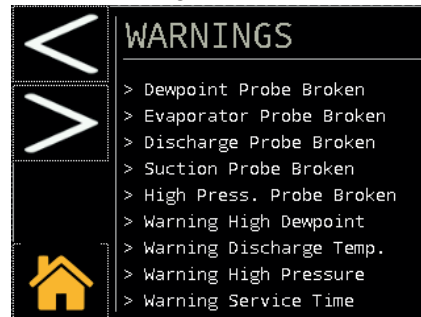 WARNINGS
> Dewpoint Probe Broken
> Evaporator Probe Broken
> Discharge Probe Broken
> Suction Probe Broken
> High Press. Probe Broken
> Warning High Dewpoint
> Warning Discharge Temp.
> Warning High Pressure
> Warning Service Time